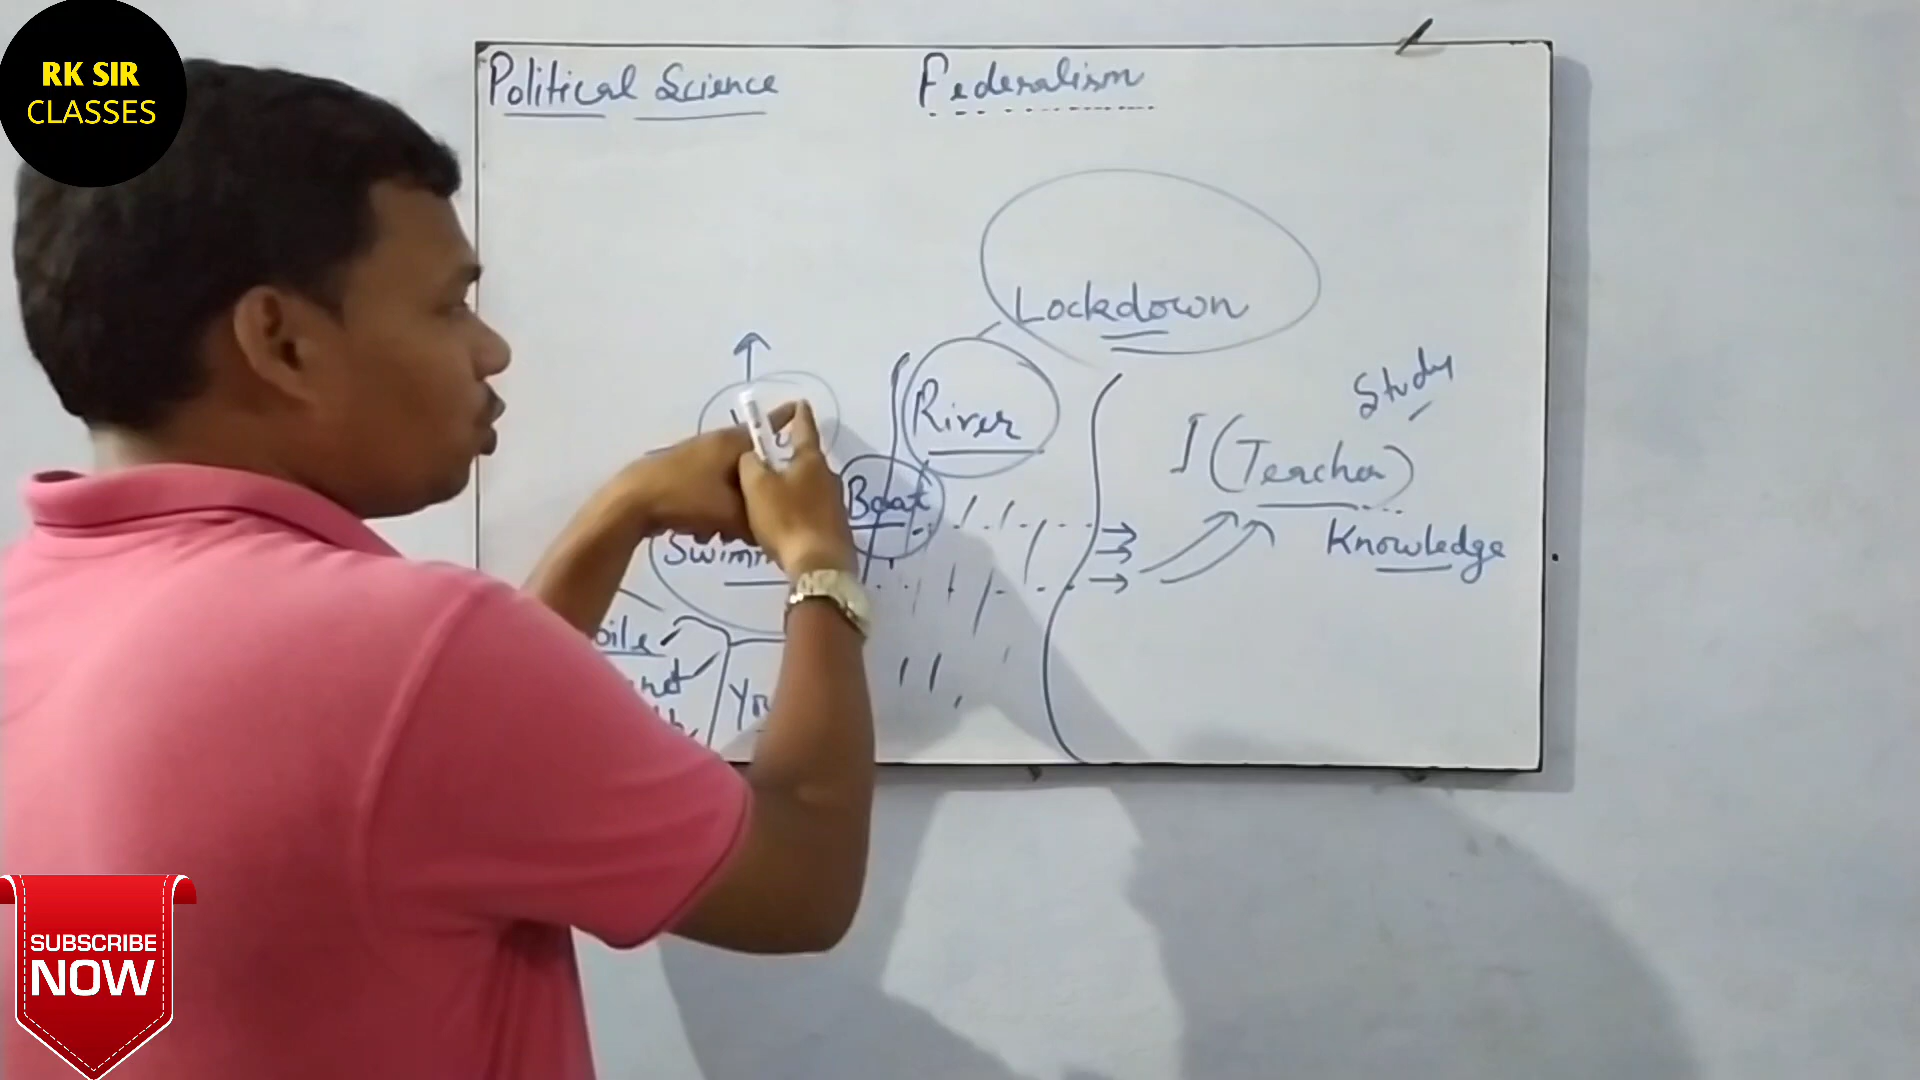 RK SIR
CLASSES
Political Science
Federalism
Lockdown
River
Study
I (Teacher)
Boat
Knowledge
SUBSCRIBE
NOW